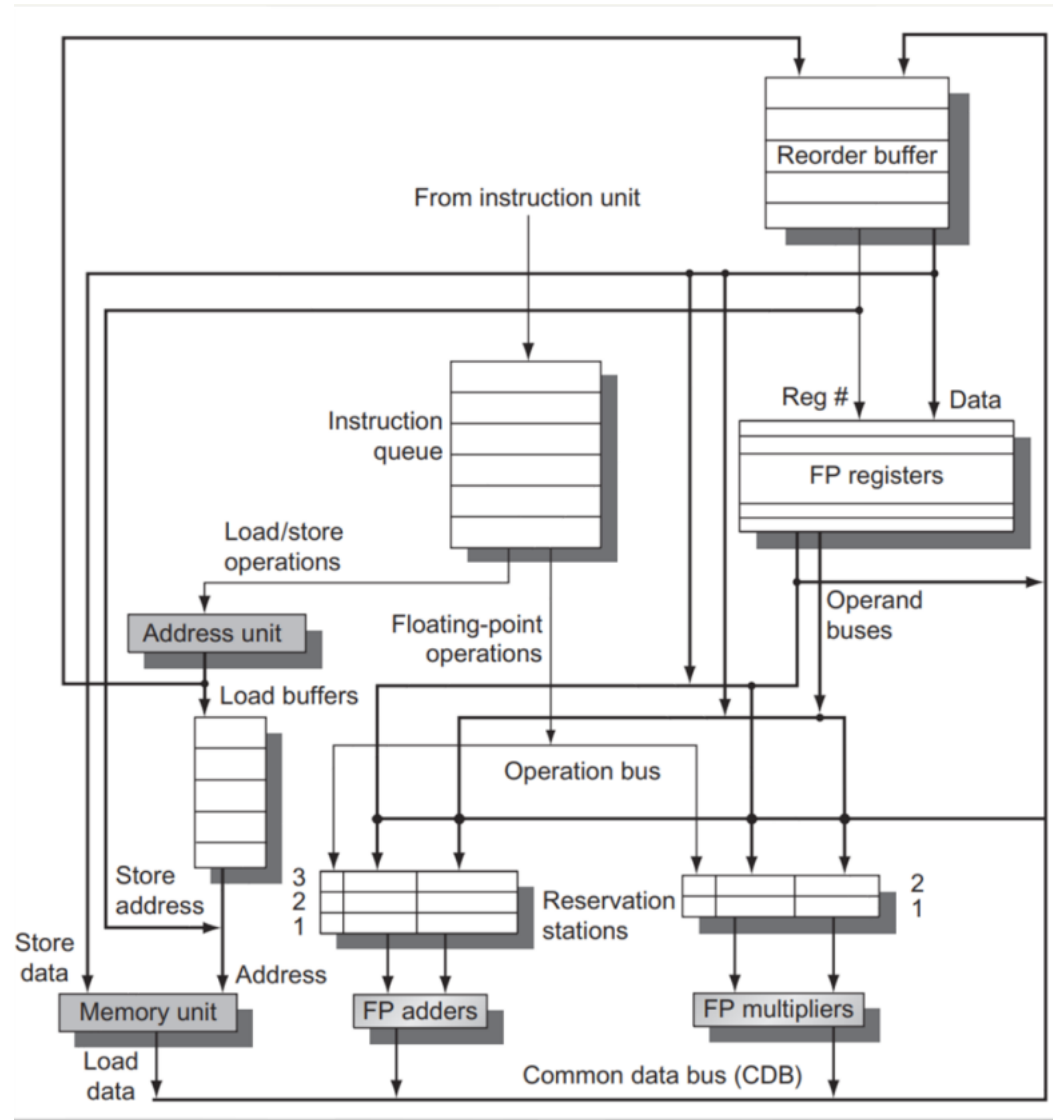 Reorder buffer
From instruction unit
Reg #
Data
Instruction
queue
FP registers
Load/store
operations
Operand
buses
Floating-point
operations
Address unit
Load buffers
Operation bus
Store
address
3
2
1
Reservation
stations
2
1
Store
data
Address
Memory unit
FP adders
FP multipliers
Load
data
Common data bus (CDB)